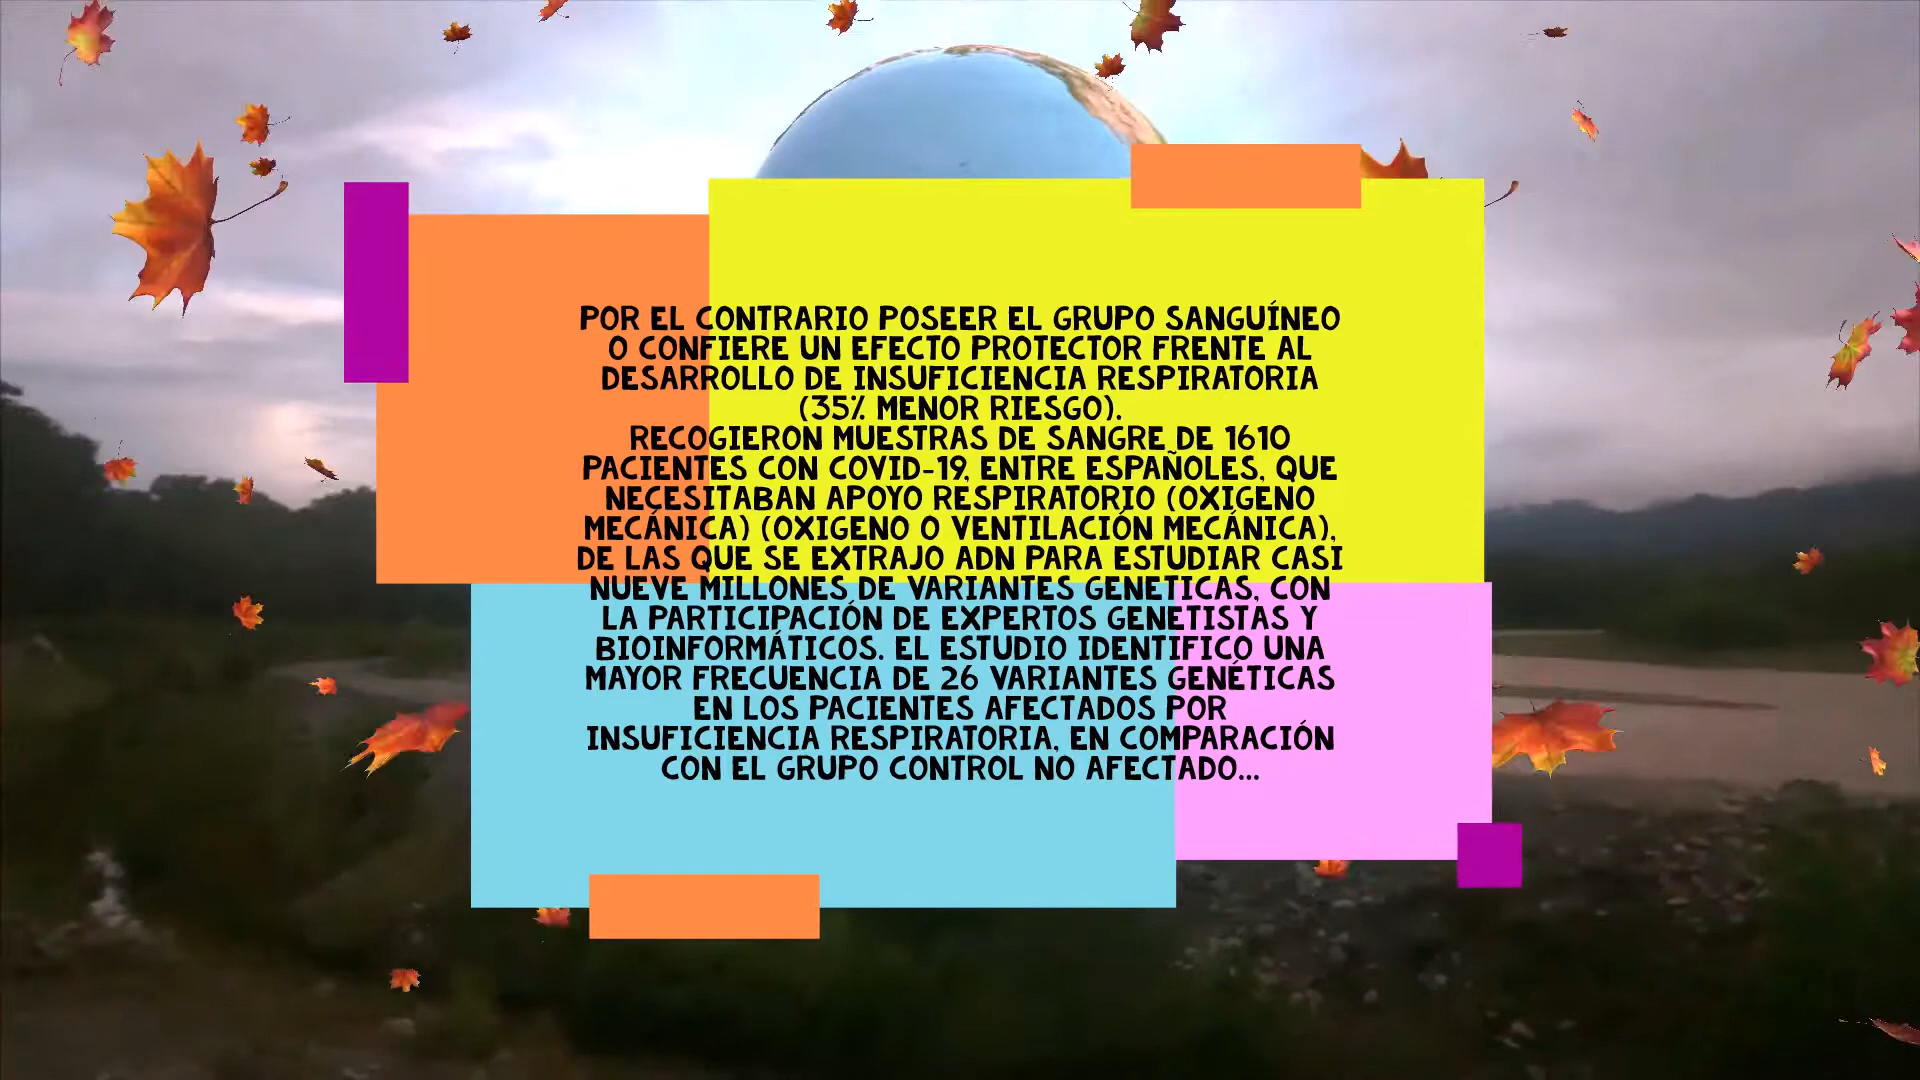 POR EL CONTRARIO POSEER EL GRUPO SANGUÍNEO
O CONFIERE UN EFECTO PROTECTOR FRENTE AL
DESARROLLO DE INSUFICIENCIA RESPIRATORIA
(35% MENOR RIESGO).
RECOGIERON MUESTRAS DE SANGRE DE 1610
PACIENTES CON COVID-19, ENTRE ESPAÑOLES, QUE
NECESITABAN APOYO RESPIRATORIO (OXIGENO
MECÁNICA) (OXIGENO O VENTILACIÓN MECÁNICA),
DE LAS QUE SE EXTRAJO ADN PARA ESTUDIAR CASI
NUEVE MILLONES DE VARIANTES GENETICAS, CON
LA PARTICIPACIÓN DE EXPERTOS GENETISTAS Y
BIOINFORMÁTICOS. EL ESTUDIO IDENTIFICO UNA
MAYOR FRECUENCIA DE 26 VARIANTES GENÉTICAS
EN LOS PACIENTES AFECTADOS POR
INSUFICIENCIA RESPIRATORIA, EN COMPARACIÓN
CON EL GRUPO CONTROL NO AFECTADO...